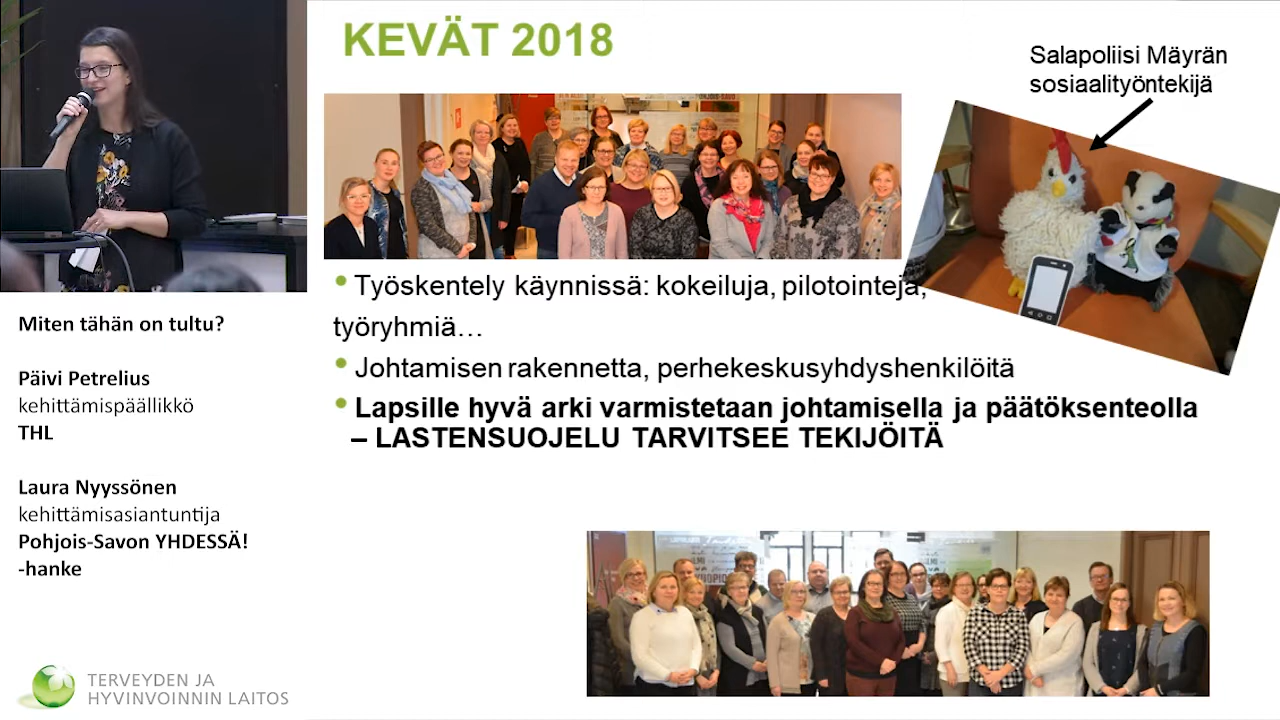 KEVÄT 2018
Salapoliisi Mäyrän
sosiaalityöntekijä
• Työskentely käynnissä: kokeiluja, pilotointeja,
työryhmiä…
• Johtamisen rakennetta, perhekeskusyhdyshenkilöitä
• Lapsille hyvä arki varmistetaan johtamisella ja päätöksenteolla
– LASTENSUOJELU TARVITSEE TEKIJÖITÄ
Miten tähän on tultu?
Päivi Petrelius
kehittämispäällikkö
THL
Laura Nyyssönen
kehittämisasiantuntija
Pohjois-Savon YHDESSÄ!
-hanke
TERVEYDEN JA
HYVINVOINNIN LAITOS